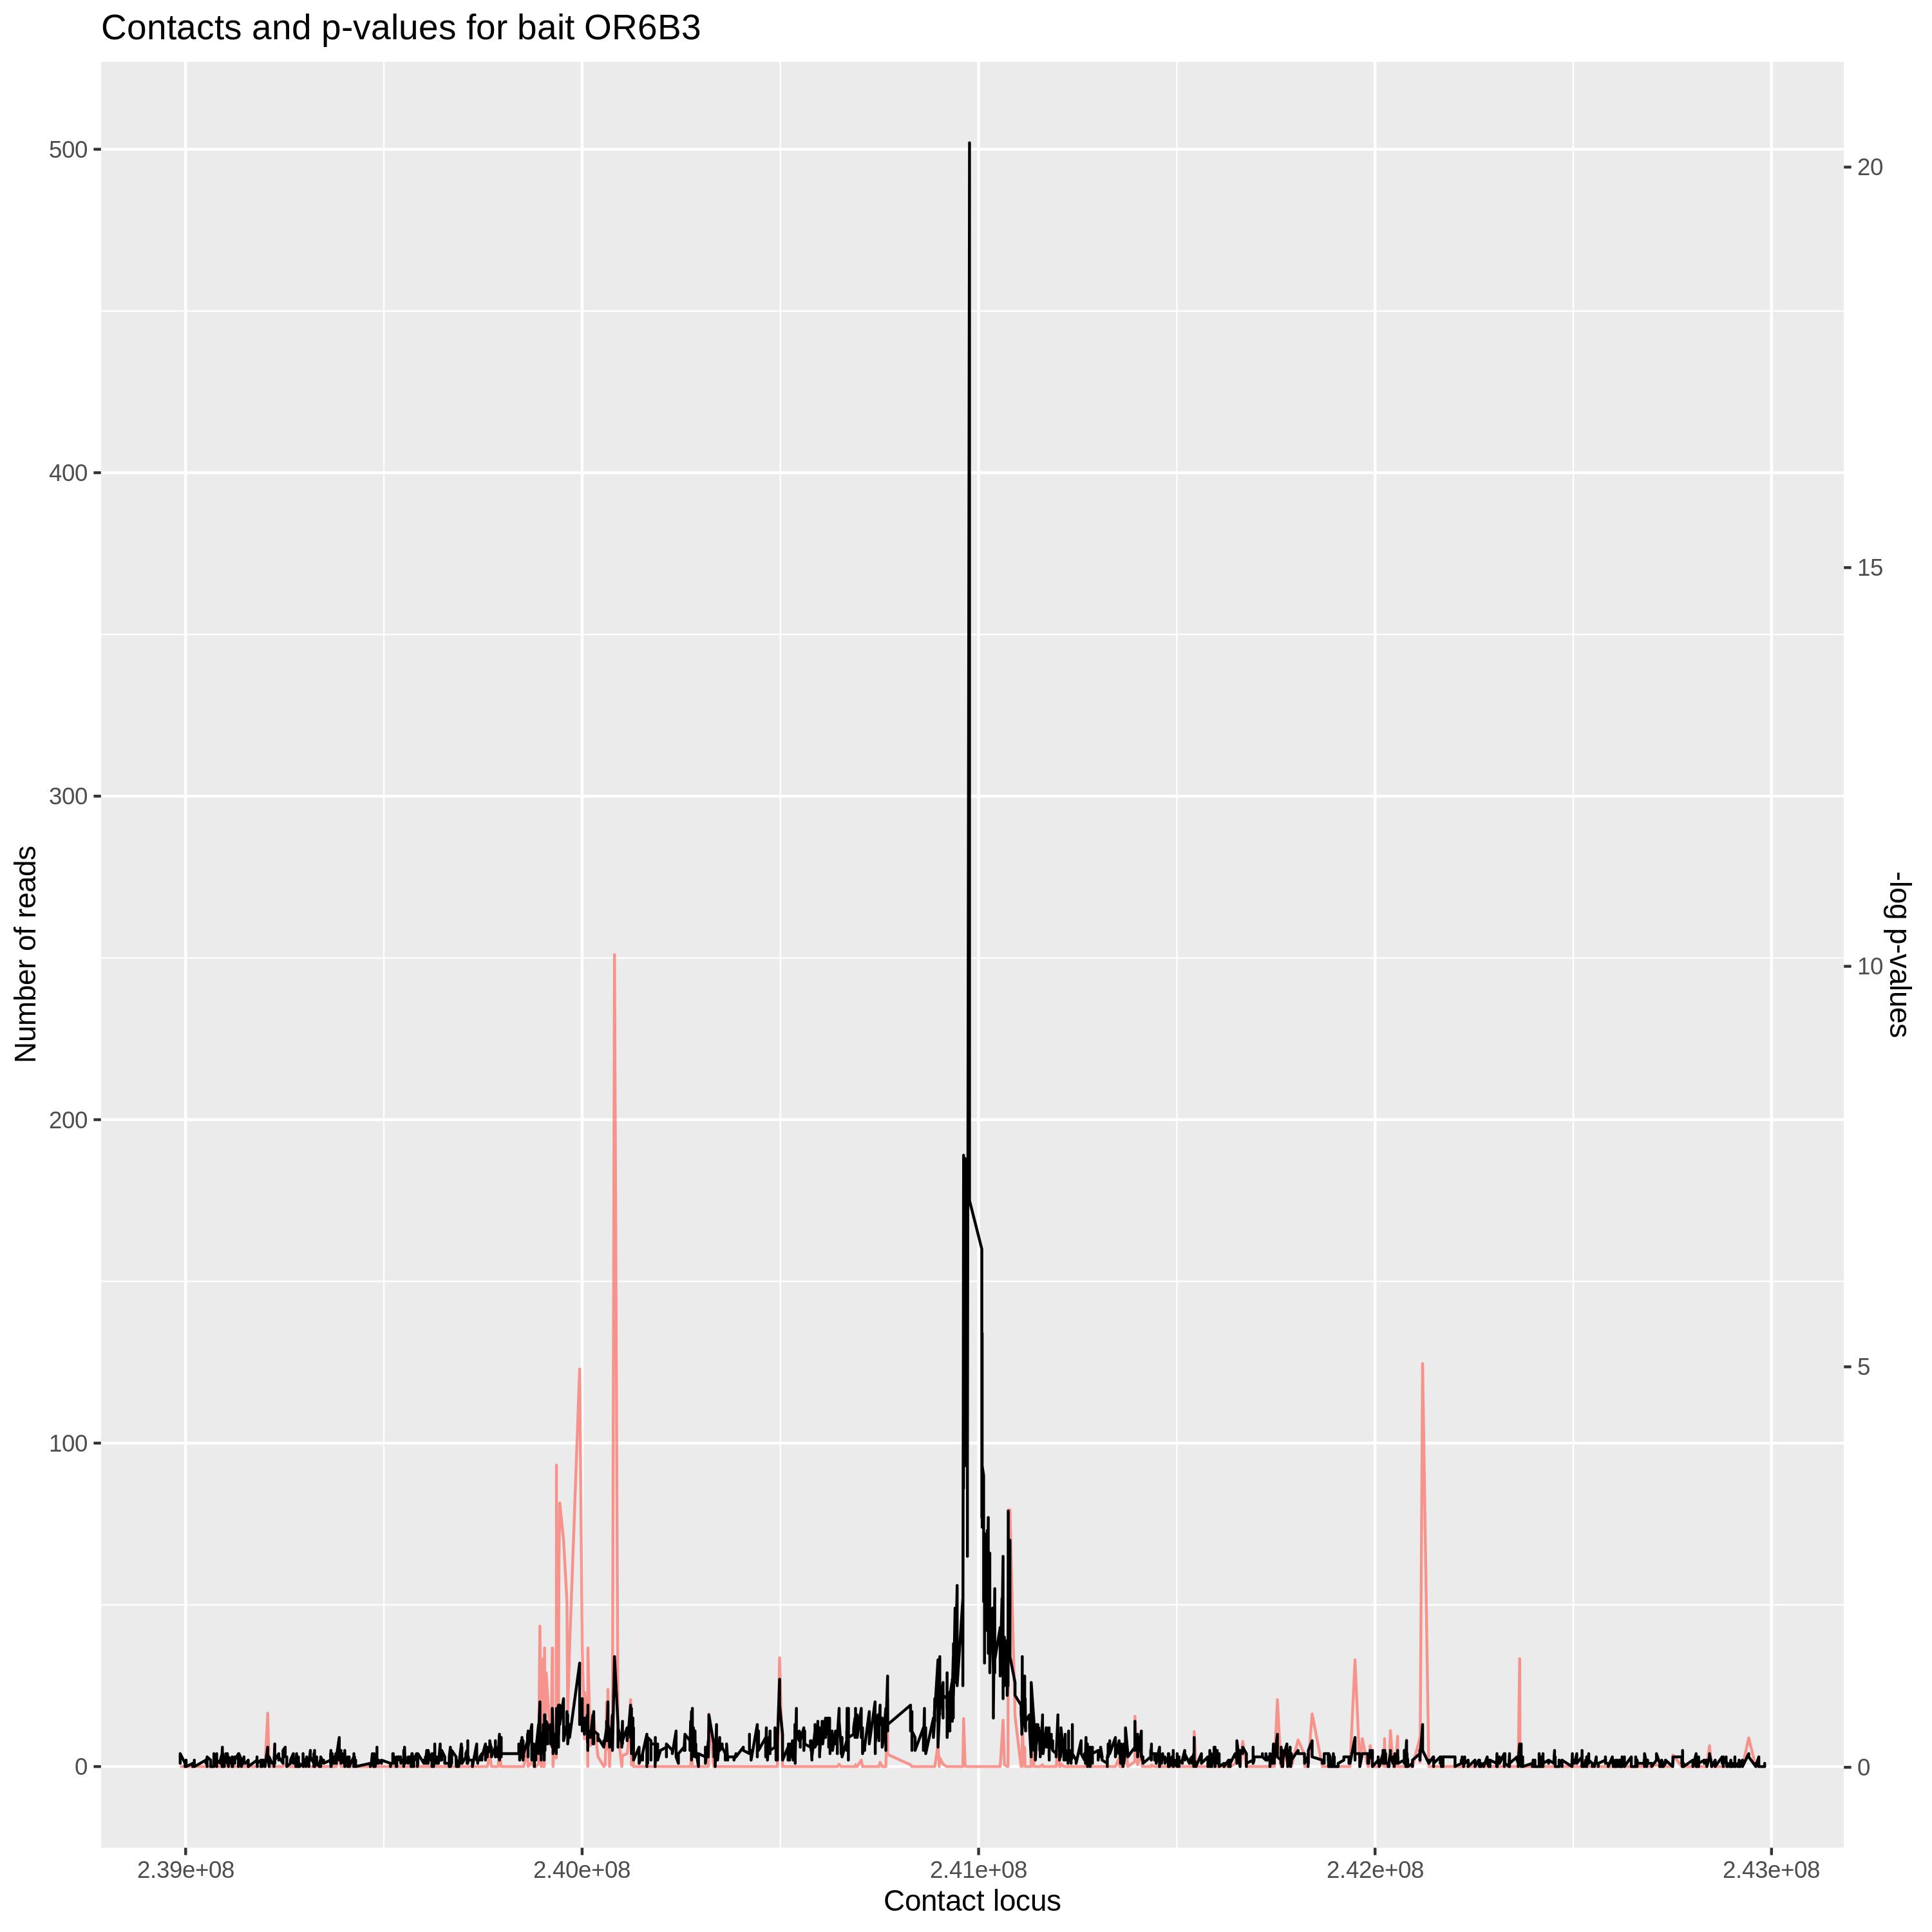 Contacts and p-values for bait OR6B3
500
400
300
200
100
0
Number of reads
20
15
10
5
0
-log p-values
2.39e+08 2.40e+08 2.41e+08 2.42e+08 2.43e+08
Contact locus